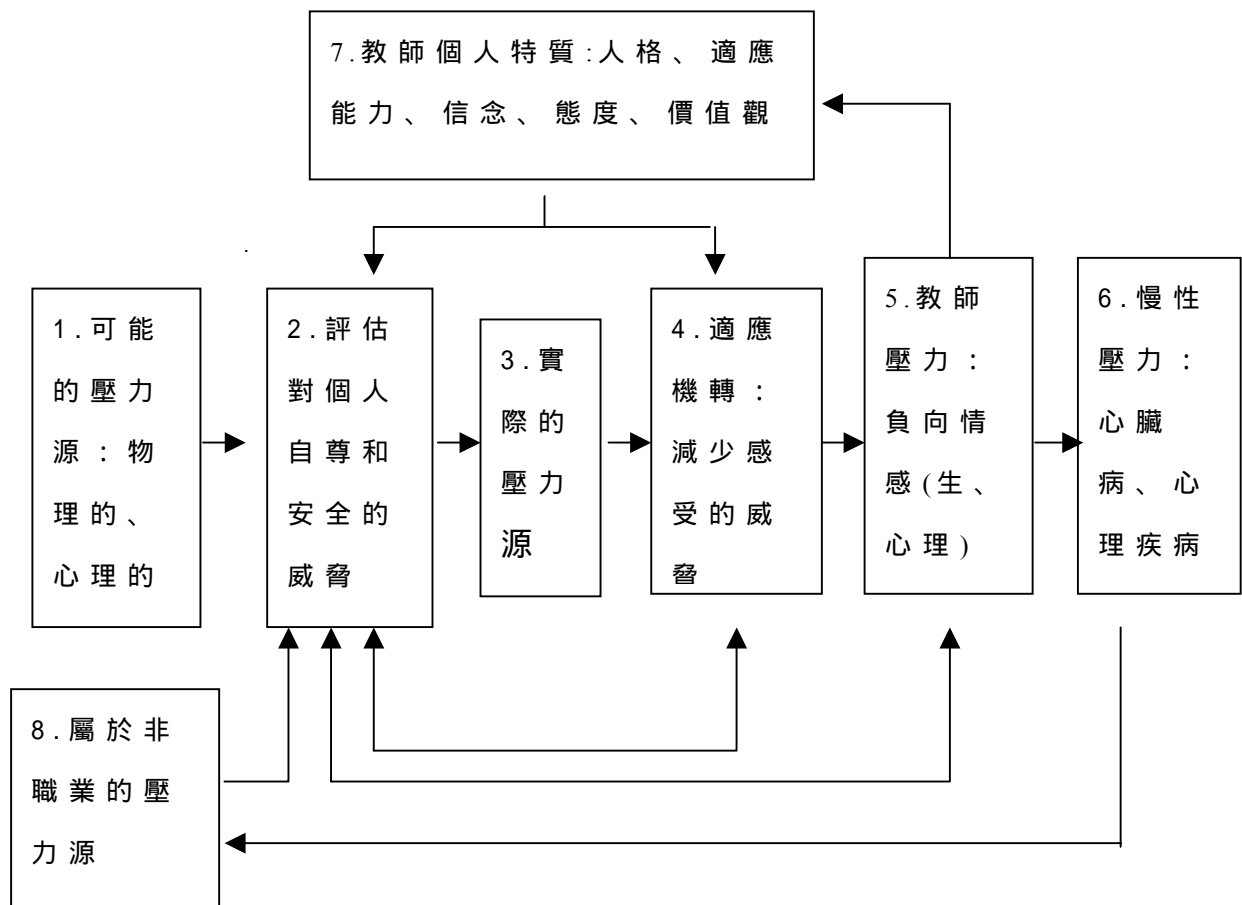 7.教師個人特質:人格、適應
能力、信念、態度、價值觀
1.可能
的壓力
源：物
理的、
心理的
2.評估
對個人
自尊和
安全的
威脅
3.實
際的
壓力
源
4.適應
機轉：
減少感
受的威
脅
5.教師
壓力：
負向情
感(生、
心理)
6.慢性
壓力：
心臟
病、心
理疾病
8.屬於非
職業的壓
力源